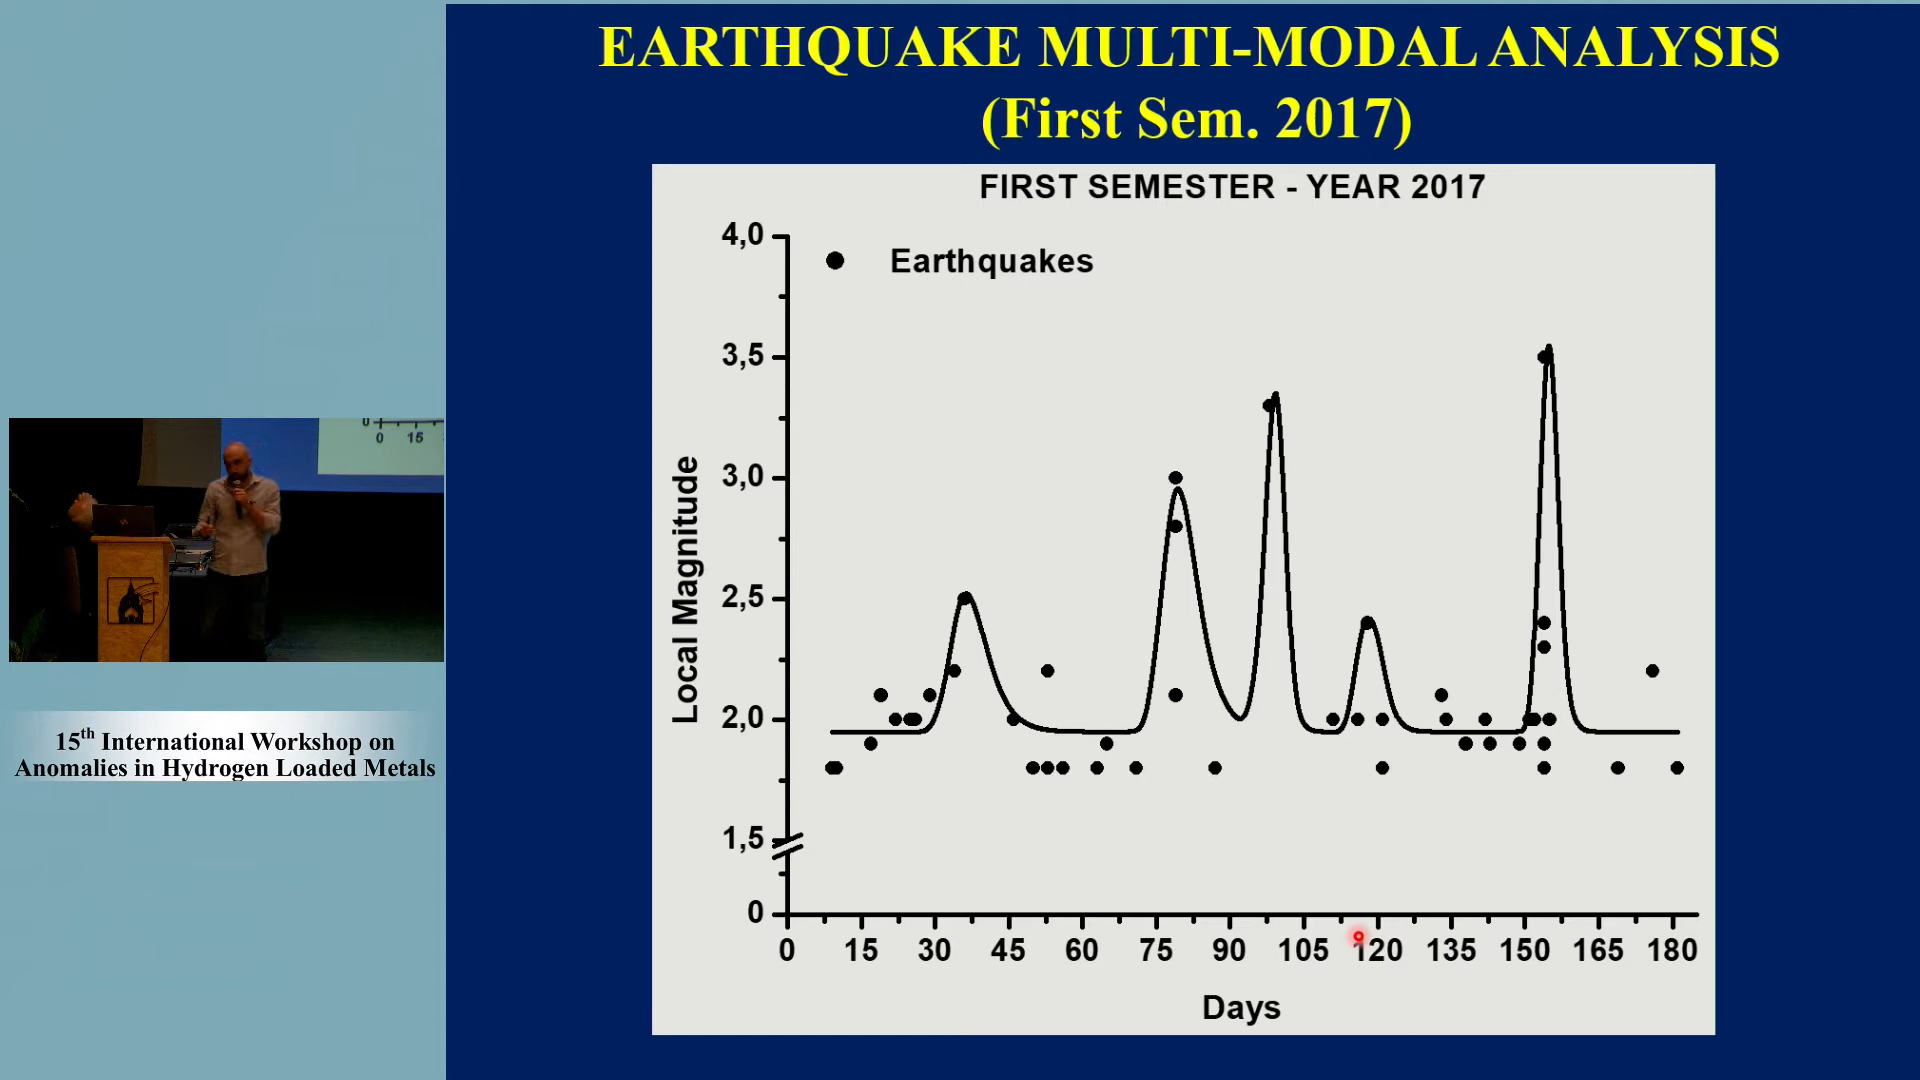 EARTHQUAKE MULTI-MODAL ANALYSIS
(First Sem. 2017)
FIRST SEMESTER - YEAR 2017
4,0
Earthquakes
3,5
3,0
2,5
2,0
1,5
0
Local Magnitude
0 15 30 45 60 75 90 105 120 135 150 165 180
Days
0
0 15
15th International Workshop on
Anomalies in Hydrogen Loaded Metals